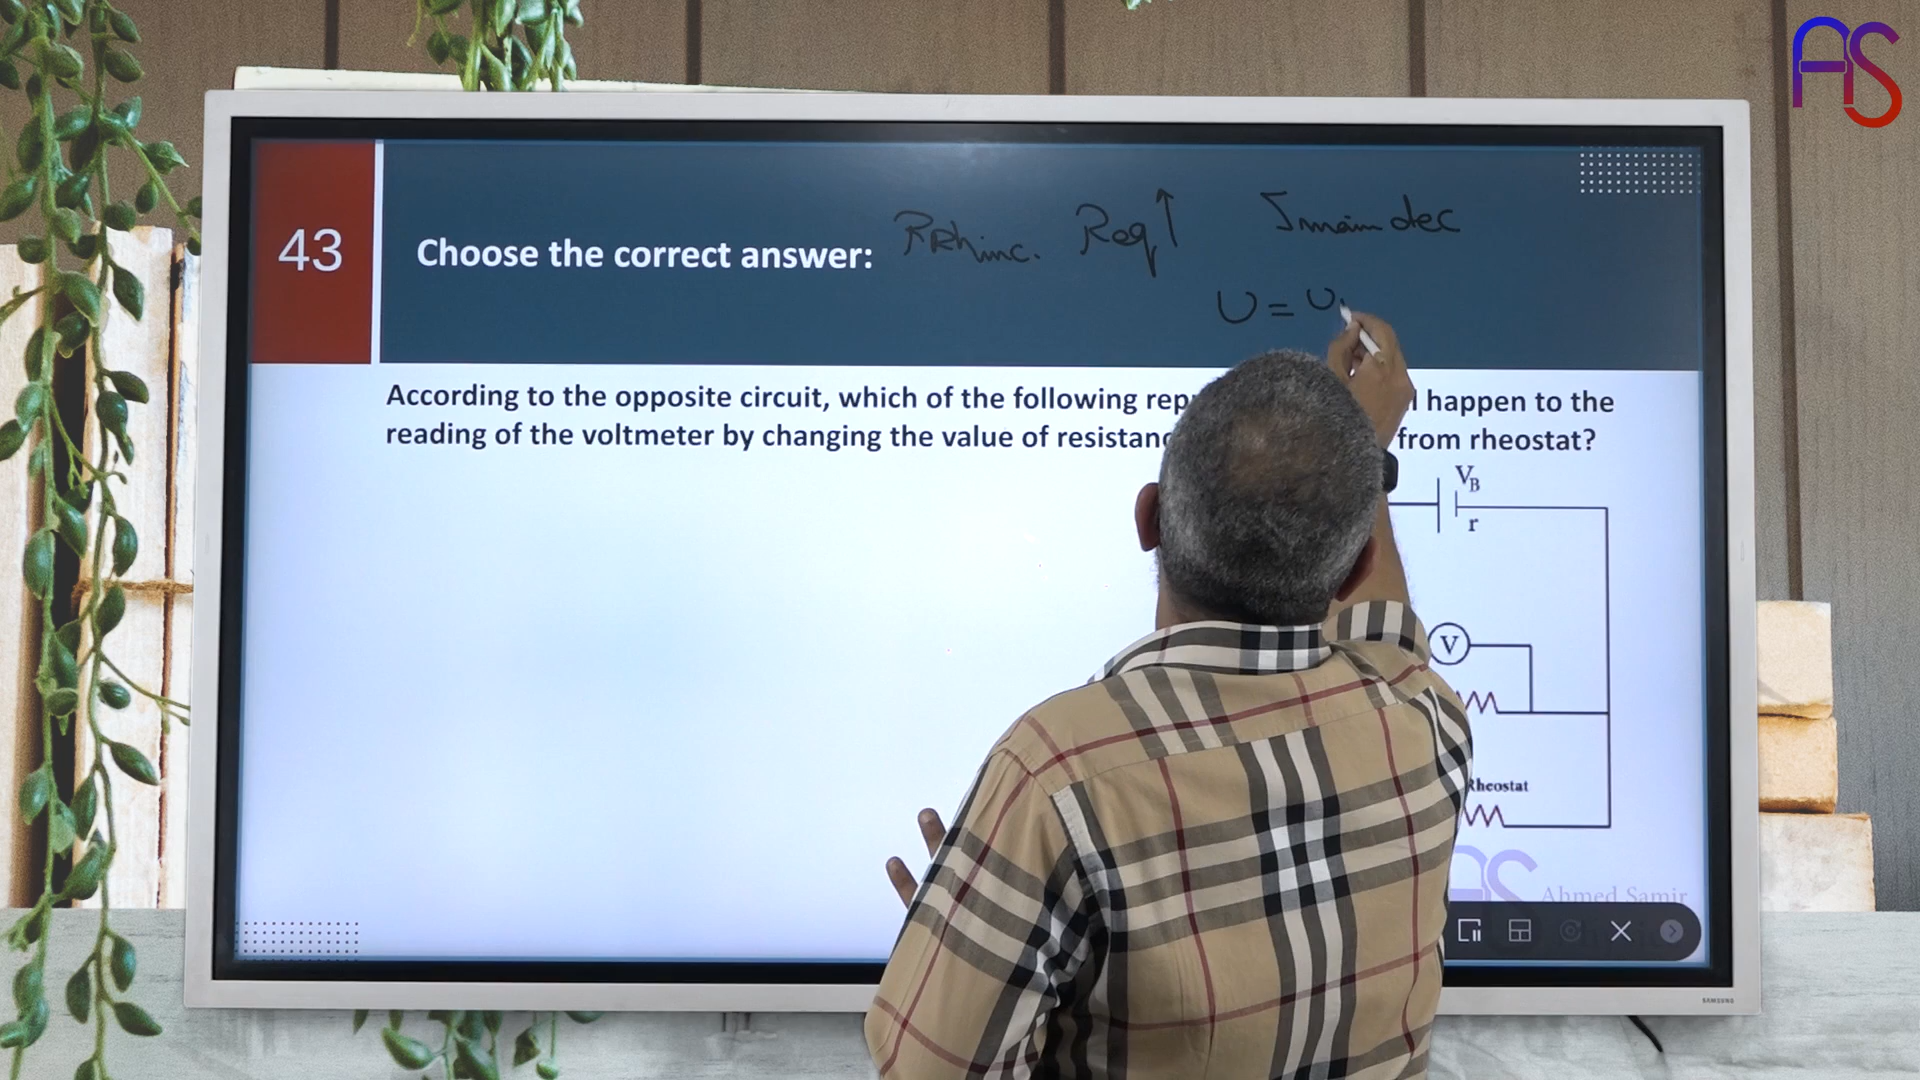 AS
43
Choose the correct answer:
RRh inc. Req↑ Imain dec
V = V
According to the opposite circuit, which of the following happen to the
reading of the voltmeter by changing the value of from rheostat?
VB
r
V
Rheostat
AS Ahmed Samir
SAMSUNG